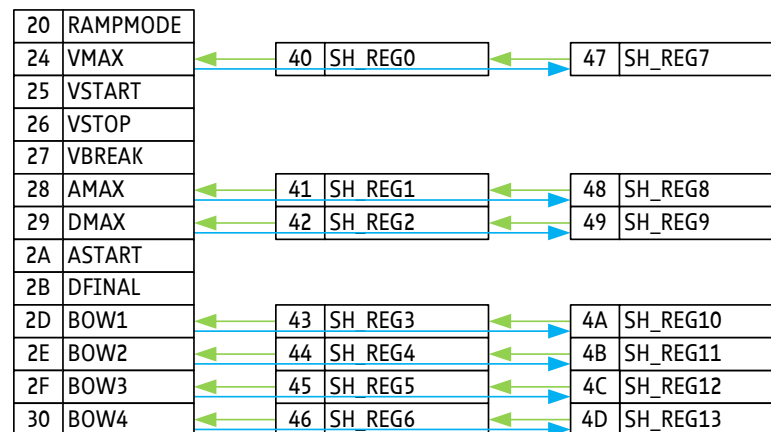 20 RAMPMODE
24 VMAX 40 SH_REG0 47 SH_REG7
25 VSTART
26 VSTOP
27 VBREAK
28 AMAX 41 SH_REG1 48 SH_REG8
29 DMAX 42 SH_REG2 49 SH_REG9
2A ASTART
2B DFINAL
2D BOW1 43 SH_REG3 4A SH_REG10
2E BOW2 44 SH_REG4 4B SH_REG11
2F BOW3 45 SH_REG5 4C SH_REG12
30 BOW4 46 SH_REG6 4D SH_REG13